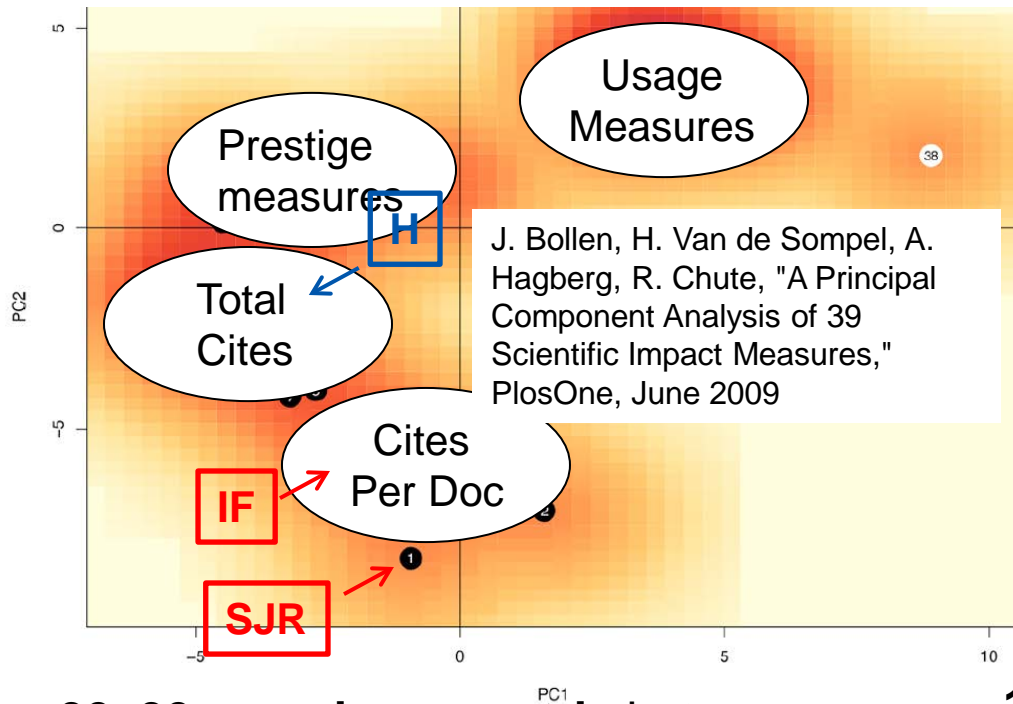 5
Usage
Measures
Prestige
measures
38
0
H
J. Bollen, H. Van de Sompel, A.
Hagberg, R. Chute, "A Principal
Component Analysis of 39
Scientific Impact Measures,"
PlosOne, June 2009
Total
Cites
PC2
-5
Cites
Per Doc
IF
2
1
SJR
-5
0
5
10
PC1